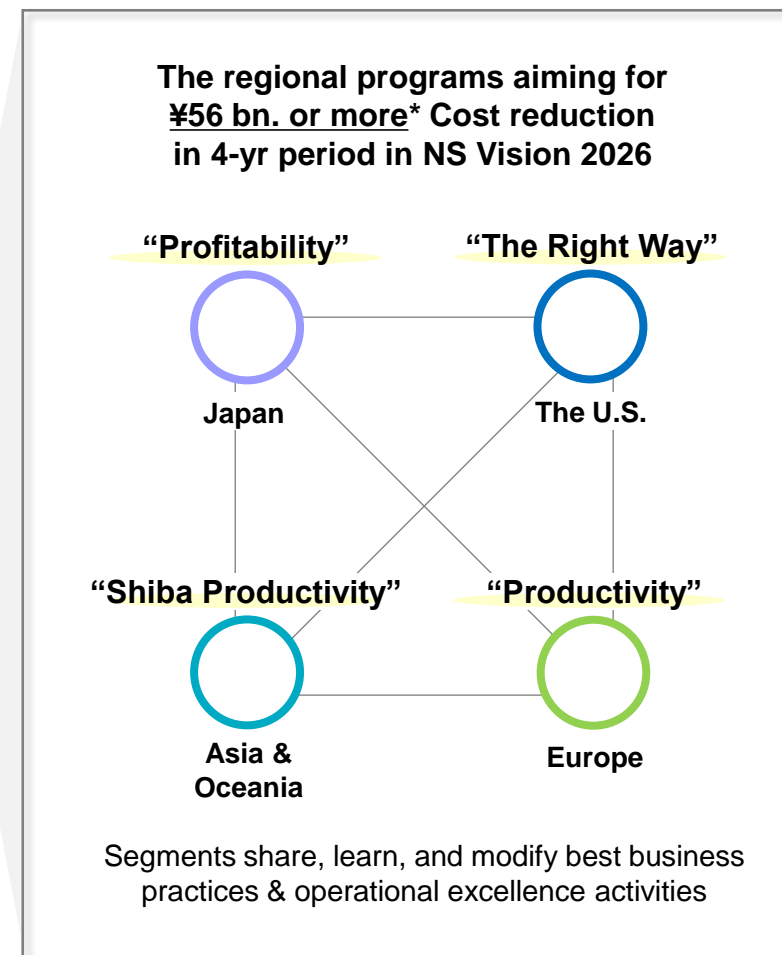 The regional programs aiming for
¥56 bn. or more* Cost reduction
in 4-yr period in NS Vision 2026
“Profitability”
“The Right Way”
Japan
The U.S.
“Shiba Productivity”
“Productivity”
Asia &
Oceania
Europe
Segments share, learn, and modify best business
practices & operational excellence activities